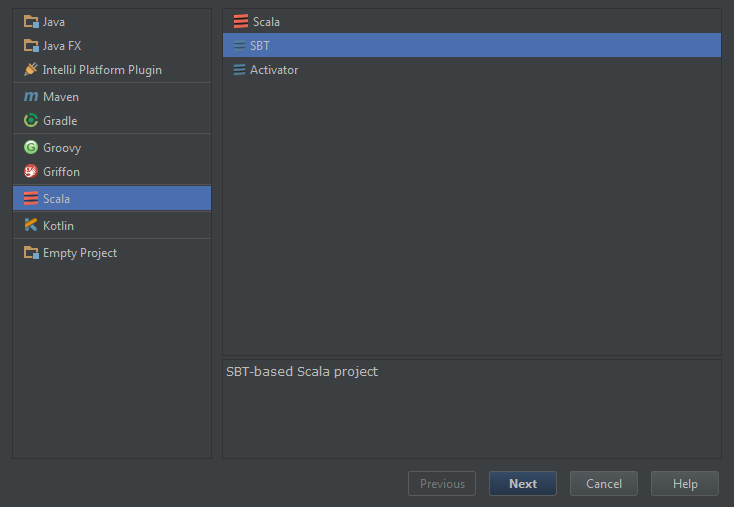 Java
Java FX
IntelliJ Platform Plugin
Maven
Gradle
Groovy
Griffon
Scala
Kotlin
Empty Project
Scala
SBT
Activator
SBT-based Scala project
Previous
Next
Cancel
Help